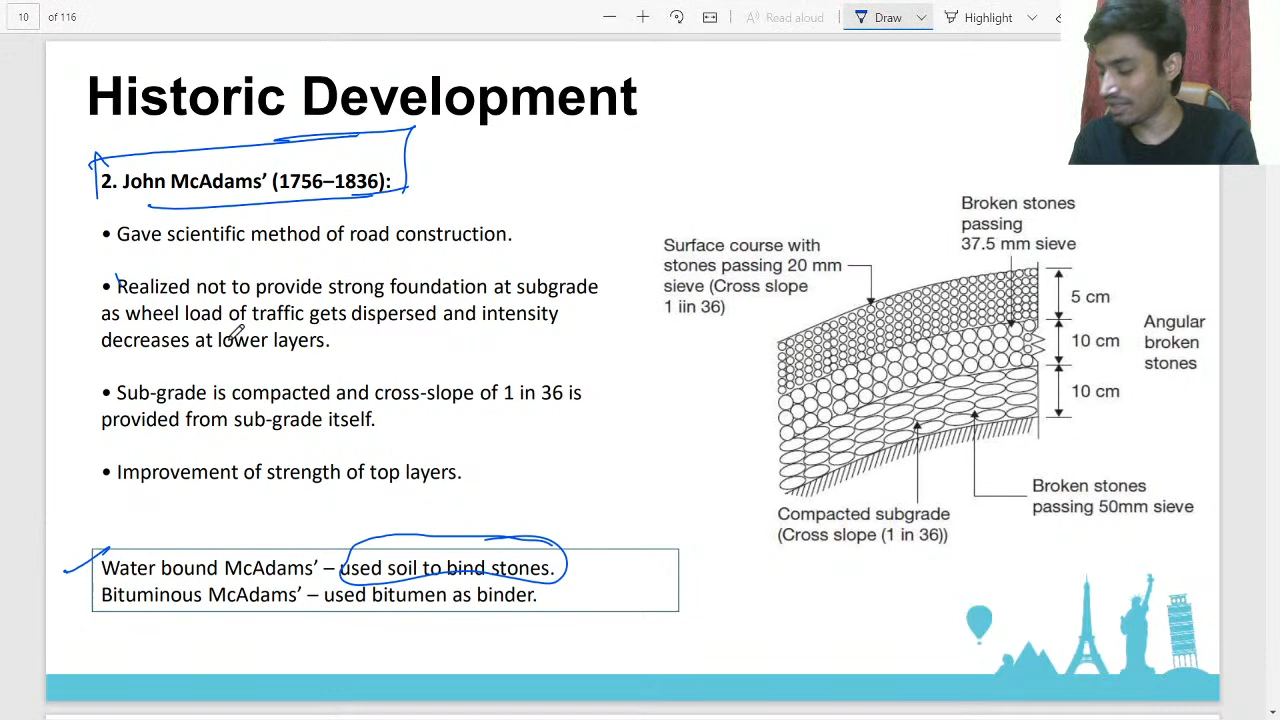 10 of 116
Read aloud
Draw
Highlight
Historic Development
2. John McAdams’ (1756–1836):
• Gave scientific method of road construction.
• Realized not to provide strong foundation at subgrade
as wheel load of traffic gets dispersed and intensity
decreases at lower layers.
• Sub-grade is compacted and cross-slope of 1 in 36 is
provided from sub-grade itself.
• Improvement of strength of top layers.
Water bound McAdams’ – used soil to bind stones.
Bituminous McAdams’ – used bitumen as binder.
Surface course with
stones passing 20 mm
sieve (Cross slope
1 iin 36)
Broken stones
passing
37.5 mm sieve
5 cm
10 cm
10 cm
Angular
broken
stones
Compacted subgrade
(Cross slope (1 in 36))
Broken stones
passing 50mm sieve